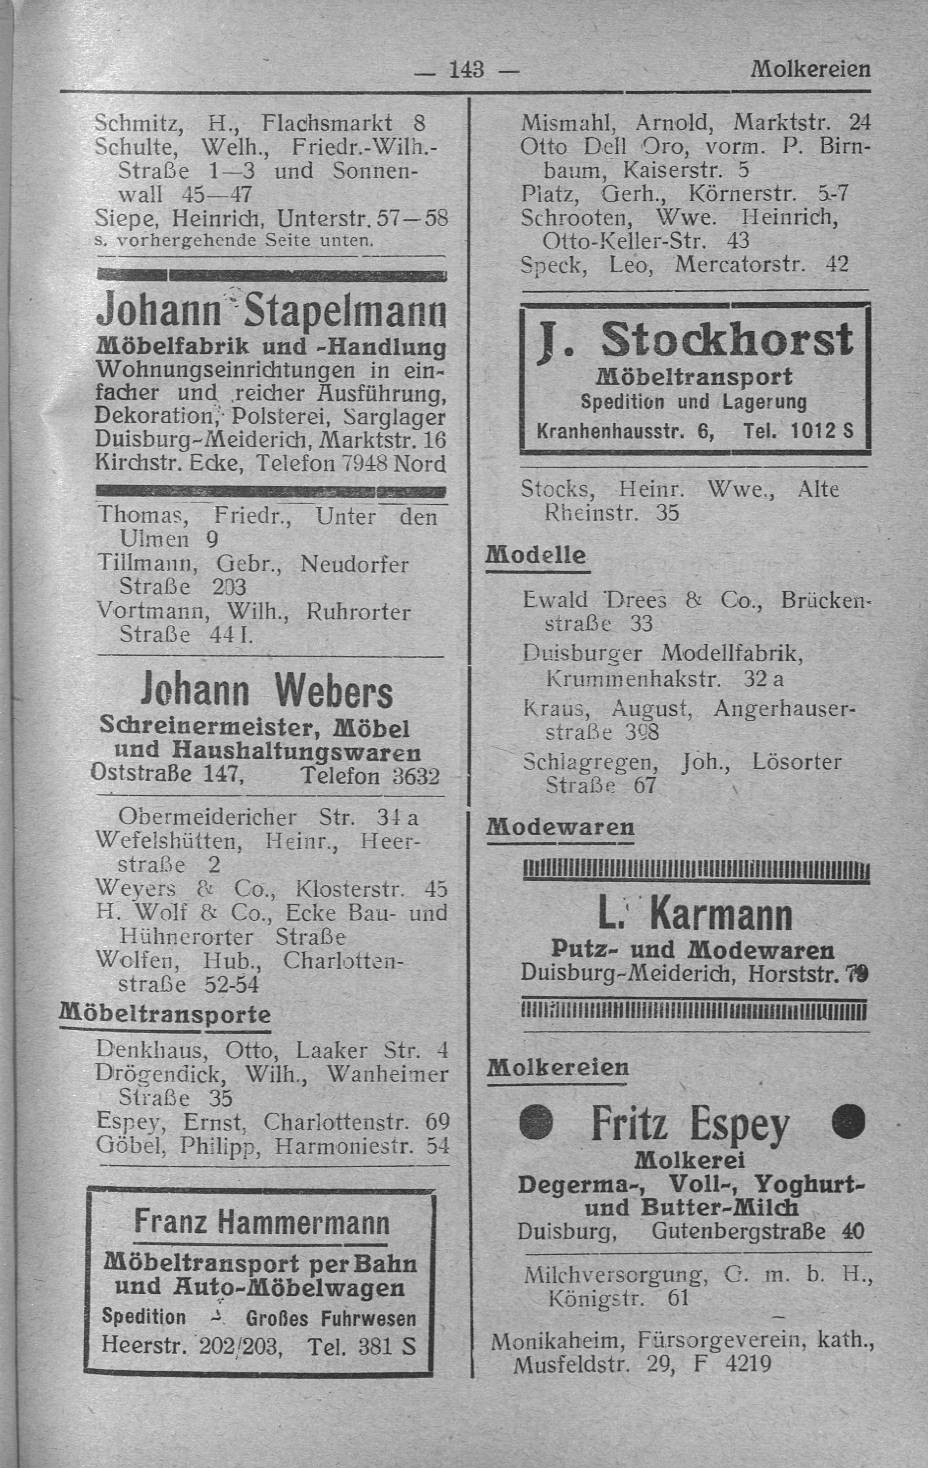 — 143 —
Molkereien
Schmitz, H., Flachsmarkt 8
Schulte, Welh., Friedr.-Wilh.-
Straße 1—3 und Sonnen-
wall 45—47
Siepe, Heinrich, Unterstr. 57—58
s. vorhergehende Seite unten.
Johann Stapelmann
Möbelfabrik und -Handlung
Wohnungseinrichtungen in ein-
facher und reicher Ausführung,
Dekoration, Polsterei, Sarglager
Duisburg-Meiderich, Marktstr. 16
Kirchstr. Ecke, Telefon 7948 Nord
Thomas, Friedr., Unter den
Ulmen 9
Tillmann, Gebr., Neudorfer
Straße 203
Vortmann, Wilh., Ruhrorter
Straße 44 I.
Johann Webers
Schreinermeister, Möbel
und Haushaltungswaren
Oststraße 147, Telefon 3632
Obermeidericher Str. 34 a
Wefelshütten, Heinr., Heer-
straße 2
Weyers & Co., Klosterstr. 45
H. Wolf & Co., Ecke Bau- und
Hühnerorter Straße
Wolfen, Hub., Charlotten-
straße 52-54
Möbeltransporte
Denkhaus, Otto, Laaker Str. 4
Drögendick, Wilh., Wanheimer
Straße 35
Espey, Ernst, Charlottenstr. 69
Göbel, Philipp, Harmoniestr. 54
Franz Hammermann
Möbeltransport per Bahn
und Auto-Möbelwagen
Spedition Großes Fuhrwesen
Heerstr. 202/203, Tel. 381 S
Mismahl, Arnold, Marktstr. 24
Otto Dell Oro, vorm. P. Birn-
baum, Kaiserstr. 5
Platz, Gerh., Körnerstr. 5-7
Schrooten, Wwe. Heinrich,
Otto-Keller-Str. 43
Speck, Leo, Mercatorstr. 42
J. Stockhorst
Möbeltransport
Spedition und Lagerung
Kranhenhausstr. 6, Tel. 1012 S
Stocks, Heinr. Wwe., Alte
Rheinstr. 35
Modelle
Ewald Drees & Co., Brücken-
straße 33
Duisburger Modellfabrik,
Krummenhakstr. 32 a
Kraus, August, Angerhauser-
straße 398
Schlagregen, Joh., Lösorter
Straße 67
Modewaren
L. Karmann
Putz- und Modewaren
Duisburg-Meiderich, Horststr. 79
Molkereien
Fritz Espey
Molkerei
Degerma-, Voll-, Yoghurt-
und Butter-Milch
Duisburg, Gutenbergstraße 40
Milchversorgung, G. m. b. H.,
Königstr. 61
Monikaheim, Fürsorgeverein, kath.,
Musfeldstr. 29, F 4219